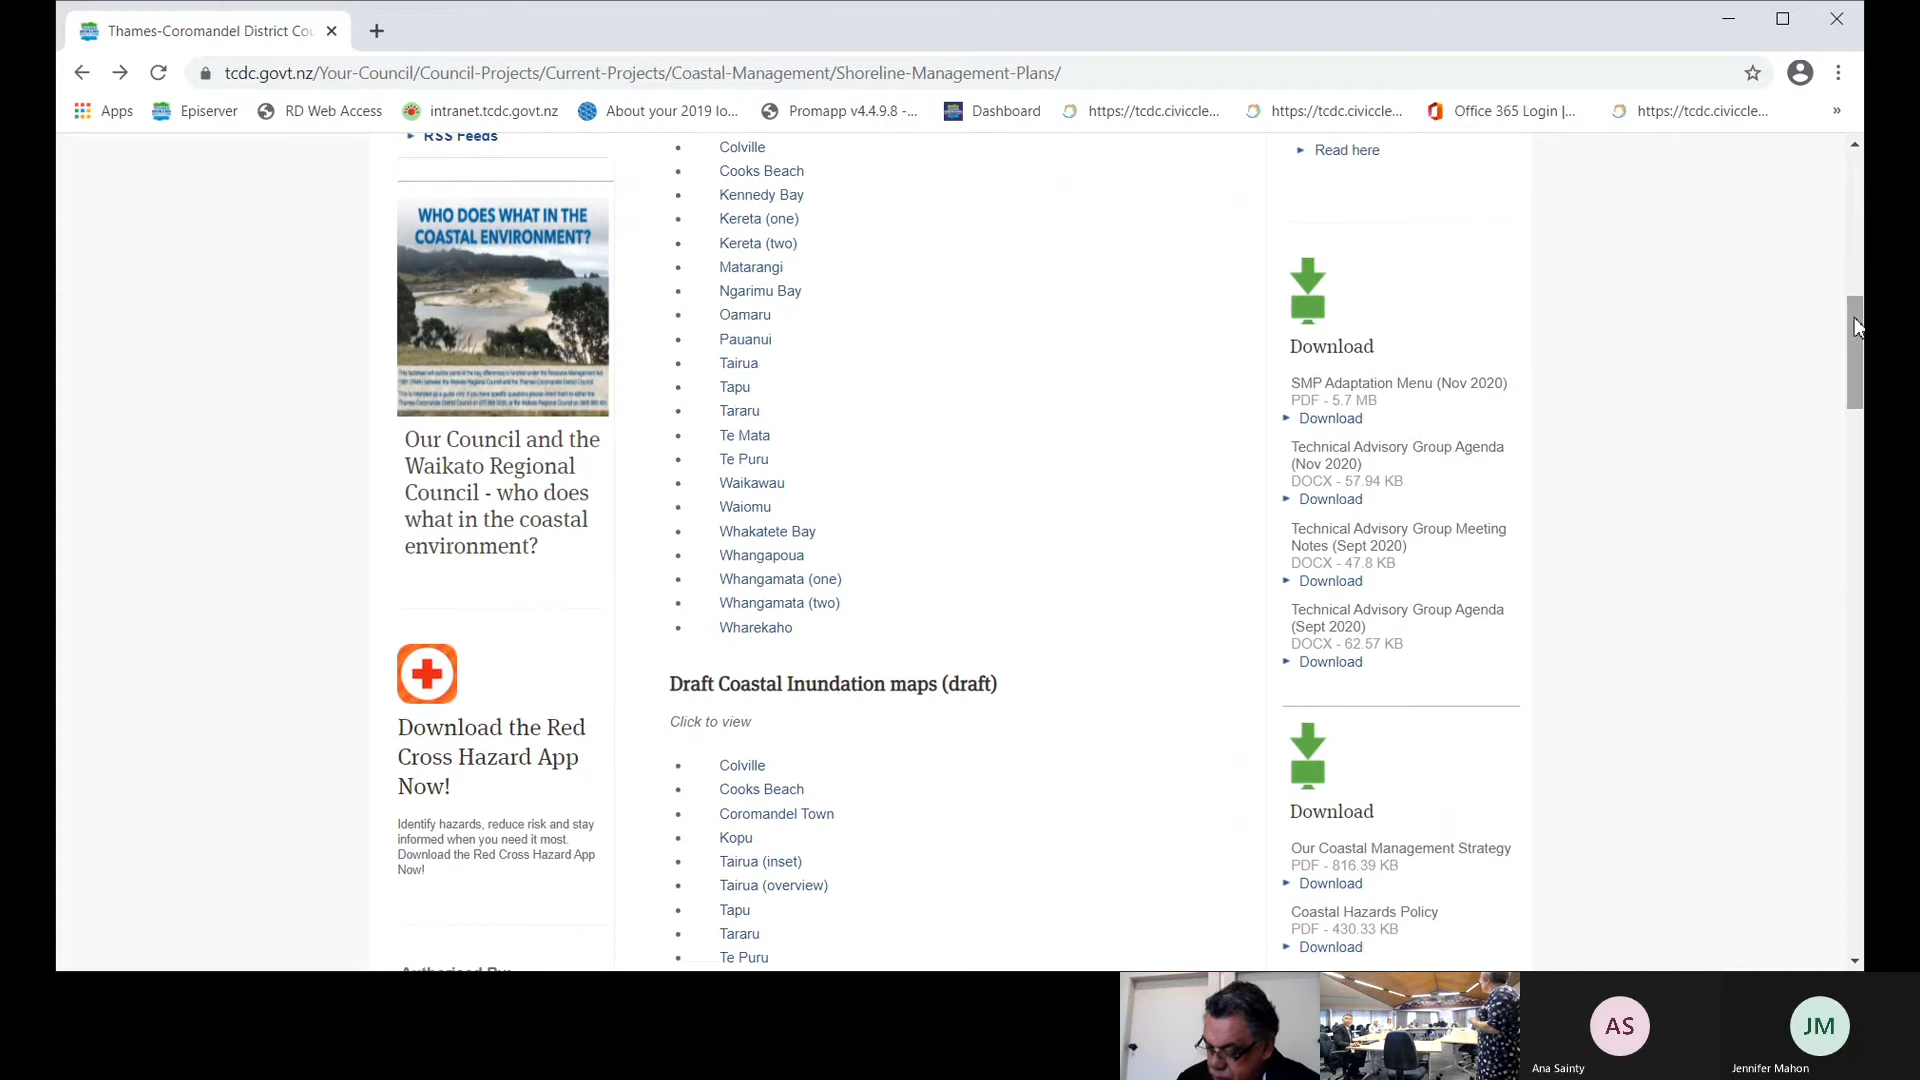 Thames-Coromandel District Cou
tcdc.govt.nz/Your-Council/Council-Projects/Current-Projects/Coastal-Management/Shoreline-Management-Plans/
Apps
Episerver
RD Web Access
intranet.tcdc.govt.nz
About your 2019 Io...
Promapp v4.4.9.8 -...
Dashboard
https://tcdc.civiccle...
https://tcdc.civiccle...
Office 365 Login |...
https://tcdc.civiccle...
»
RSS Feeds
WHO DOES WHAT IN THE
COASTAL ENVIRONMENT?
Our Council and the
Waikato Regional
Council - who does
what in the coastal
environment?
Download the Red
Cross Hazard App
Now!
Identify hazards, reduce risk and stay
informed when you need it most.
Download the Red Cross Hazard App
Now!
Colville
Cooks Beach
Kennedy Bay
Kereta (one)
Kereta (two)
Matarangi
Ngarimu Bay
Oamaru
Pauanui
Tairua
Tapu
Tararu
Te Mata
Te Puru
Waikawau
Waiomu
Whakatete Bay
Whangapoua
Whangamata (one)
Whangamata (two)
Wharekaho
Draft Coastal Inundation maps (draft)
Click to view
Colville
Cooks Beach
Coromandel Town
Kopu
Tairua (inset)
Tairua (overview)
Tapu
Tararu
Te Puru
Read here
Download
SMP Adaptation Menu (Nov 2020)
PDF - 5.7 MB
Download
Technical Advisory Group Agenda
(Nov 2020)
DOCX - 57.94 KB
Download
Technical Advisory Group Meeting
Notes (Sept 2020)
DOCX - 47.8 KB
Download
Technical Advisory Group Agenda
(Sept 2020)
DOCX - 62.57 KB
Download
Download
Our Coastal Management Strategy
PDF - 816.39 KB
Download
Coastal Hazards Policy
PDF - 430.33 KB
Download
AS
Ana Sainty
JM
Jennifer Mahon